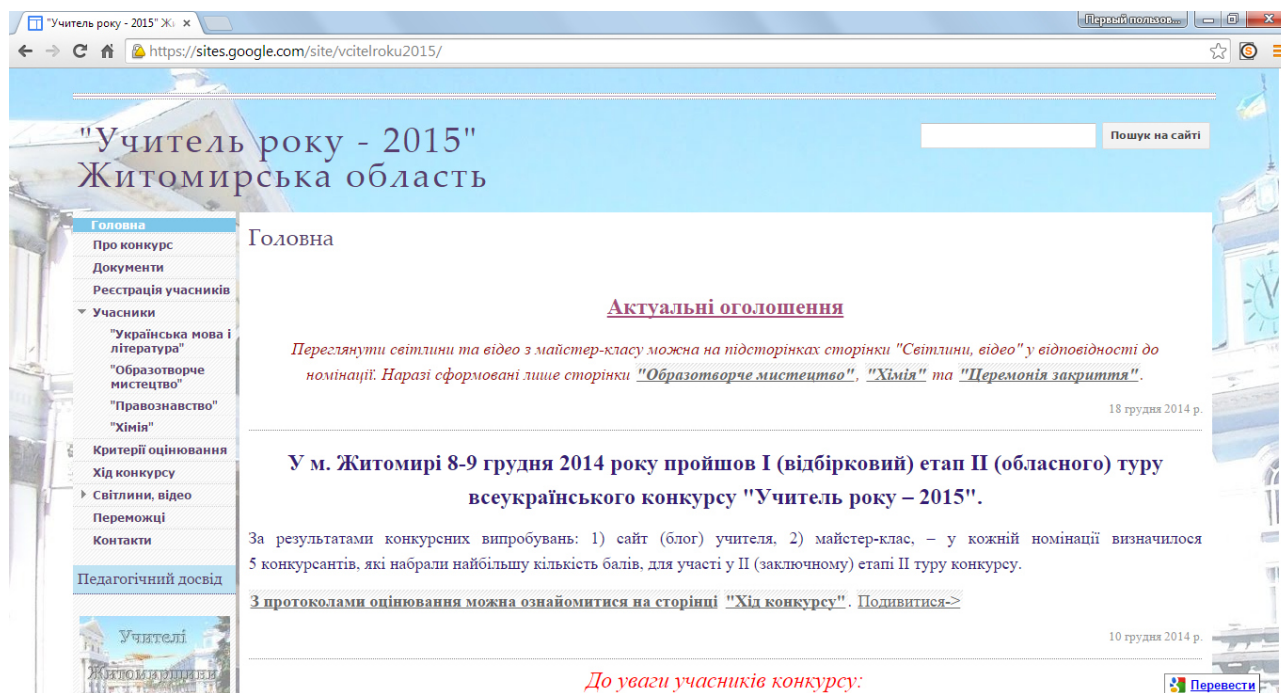 "Учитель року - 2015" Жи
Первый пользов...
https://sites.google.com/site/vcitelroku2015/
"Учитель року - 2015"
Житомирська область
Пошук на сайті
Головна
Про конкурс
Документи
Реєстрація учасників
Учасники
"Українська мова і
література"
"Образотворче
мистецтво"
"Правознавство"
"Хімія"
Критерії оцінювання
Хід конкурсу
Світлини, відео
Переможці
Контакти
Педагогічний досвід
Учителі
Житомирщини
Головна
Актуальні оголошення
Переглянути світлини та відео з майстер-класу можна на підсторінках сторінки "Світлини, відео" у відповідності до
номінації. Наразі сформовані лише сторінки "Образотворче мистецтво", "Хімія" та "Церемонія закриття".
18 грудня 2014 р.
У м. Житомирі 8-9 грудня 2014 року пройшов І (відбірковий) етап ІІ (обласного) туру
всеукраїнського конкурсу "Учитель року – 2015".
За результатами конкурсних випробувань: 1) сайт (блог) учителя, 2) майстер-клас, – у кожній номінації визначилося
5 конкурсантів, які набрали найбільшу кількість балів, для участі у ІІ (заключному) етапі ІІ туру конкурсу.
З протоколами оцінювання можна ознайомитися на сторінці "Хід конкурсу". Подивитися->
10 грудня 2014 р.
До уваги учасників конкурсу:
Перевести